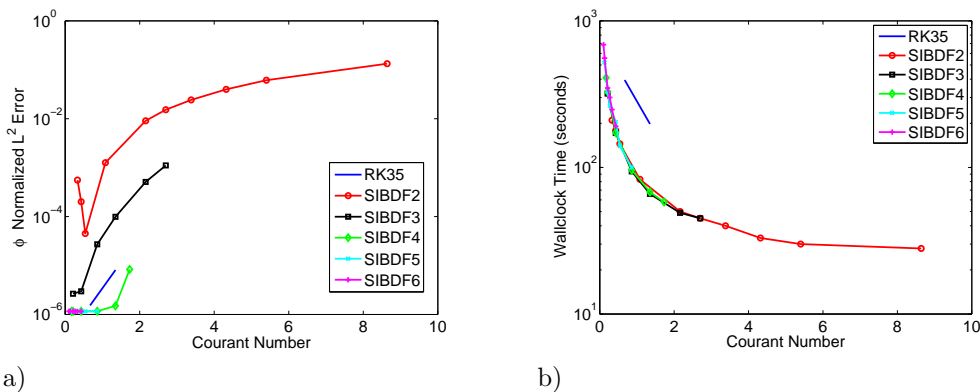 10^0
10^-2
10^-4
10^-6
0 2 4 6 8 10
Courant Number
ϕ Normalized L^2 Error
RK35
SIBDF2
SIBDF3
SIBDF4
SIBDF5
SIBDF6
a)
10^3
10^2
10^1
0 2 4 6 8 10
Courant Number
Wallclock Time (seconds)
RK35
SIBDF2
SIBDF3
SIBDF4
SIBDF5
SIBDF6
b)